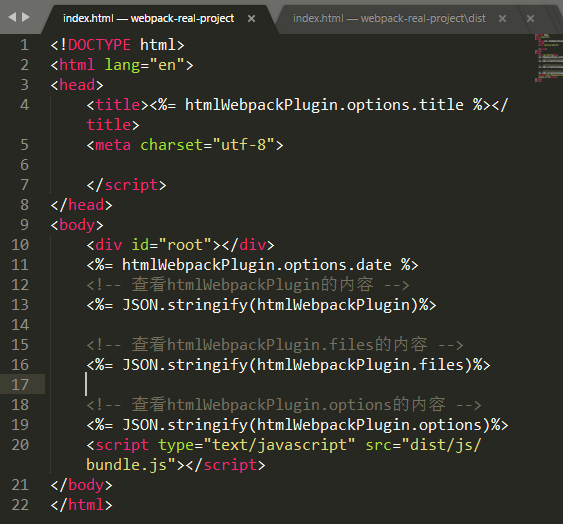 index.html — webpack-real-project
index.html — webpack-real-project\dist
1 <!DOCTYPE html>
2 <html lang="en">
3 <head>
4 <title><%= htmlWebpackPlugin.options.title %></
title>
5 <meta charset="utf-8">
6
7 </script>
8 </head>
9 <body>
10 <div id="root"></div>
11 <%= htmlWebpackPlugin.options.date %>
12 <!-- 查看htmlWebpackPlugin的内容 -->
13 <%= JSON.stringify(htmlWebpackPlugin)%>
14
15 <!-- 查看htmlWebpackPlugin.files的内容 -->
16 <%= JSON.stringify(htmlWebpackPlugin.files)%>
17
18 <!-- 查看htmlWebpackPlugin.options的内容 -->
19 <%= JSON.stringify(htmlWebpackPlugin.options)%>
20 <script type="text/javascript" src="dist/js/
bundle.js"></script>
21 </body>
22 </html>